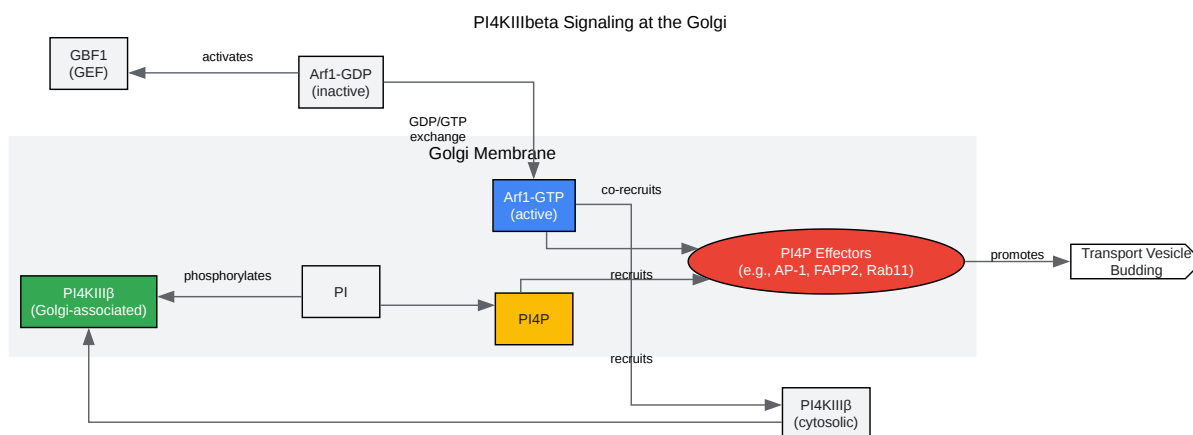 PI4KIIIbeta Signaling at the Golgi
GBF1
(GEF)
activates
Arf1-GDP
(inactive)
GDP/GTP
exchange
Golgi Membrane
Arf1-GTP
(active)
co-recruits
PI4P Effectors
(e.g., AP-1, FAPP2, Rab11)
promotes
Transport Vesicle
Budding
PI4KIIIβ
(Golgi-associated)
phosphorylates
PI
recruits
PI4P
recruits
PI4KIIIβ
(cytosolic)